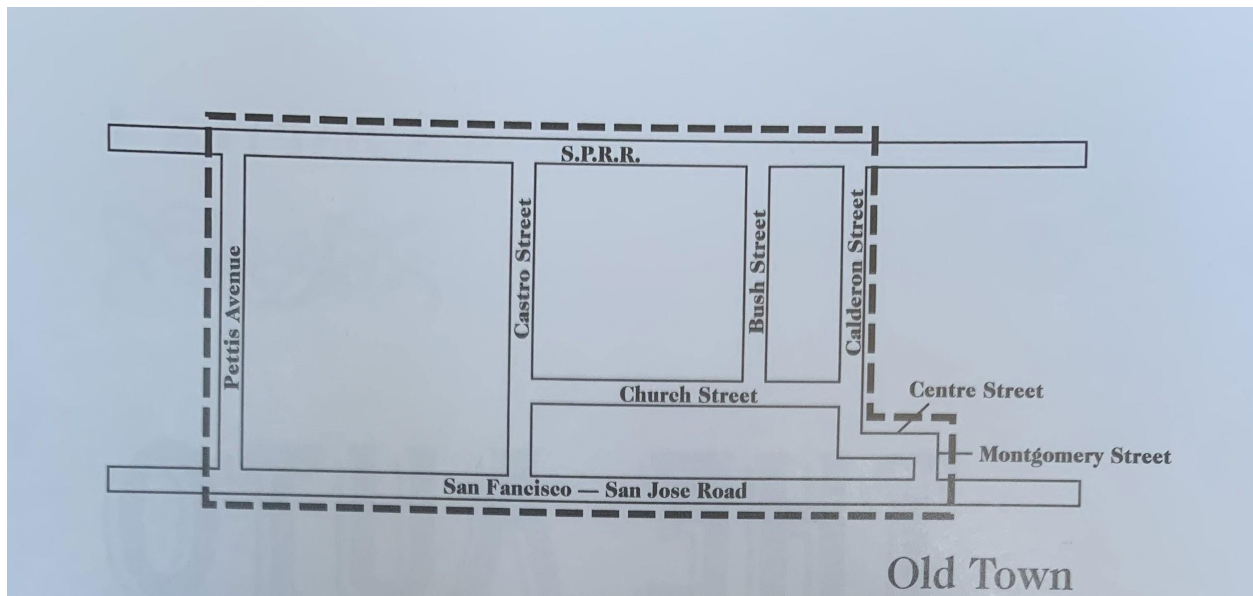 S.P.R.R.
Pettis Avenue
Castro Street
Bush Street
Calderon Street
Church Street
Centre Street
Montgomery Street
San Fancisco — San Jose Road
Old Town